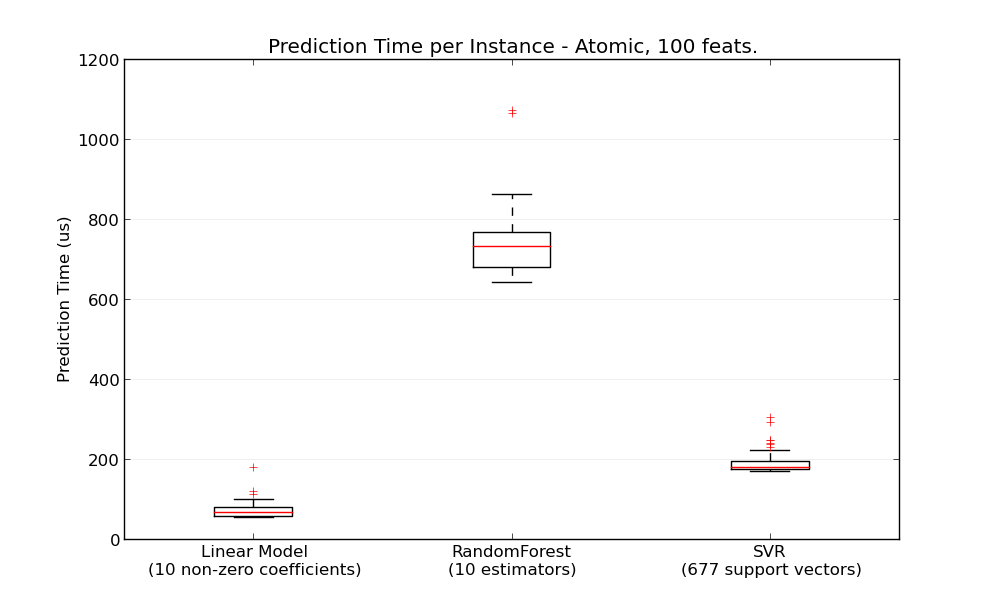 Prediction Time per Instance - Atomic, 100 feats.
1200
1000
800
600
400
200
0
Prediction Time (us)
Linear Model
(10 non-zero coefficients)
RandomForest
(10 estimators)
SVR
(677 support vectors)